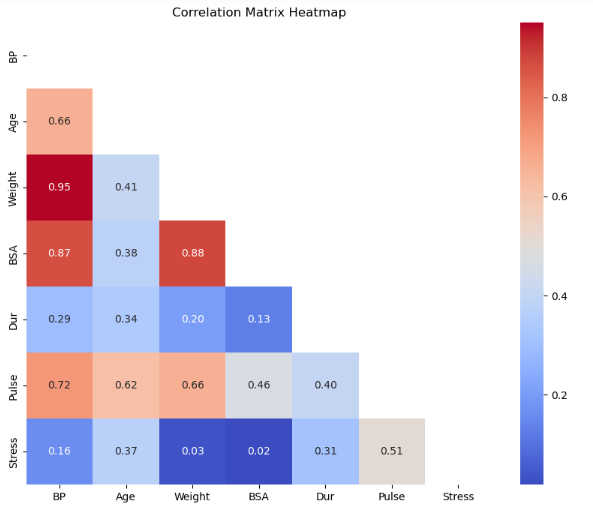 Correlation Matrix Heatmap
BP
Age
0.66
Weight
0.95 0.41
BSA
0.87 0.38 0.88
Dur
0.29 0.34 0.20 0.13
Pulse
0.72 0.62 0.66 0.46 0.40
Stress
0.16 0.37 0.03 0.02 0.31 0.51
BP Age Weight BSA Dur Pulse Stress
0.8
0.6
0.4
0.2